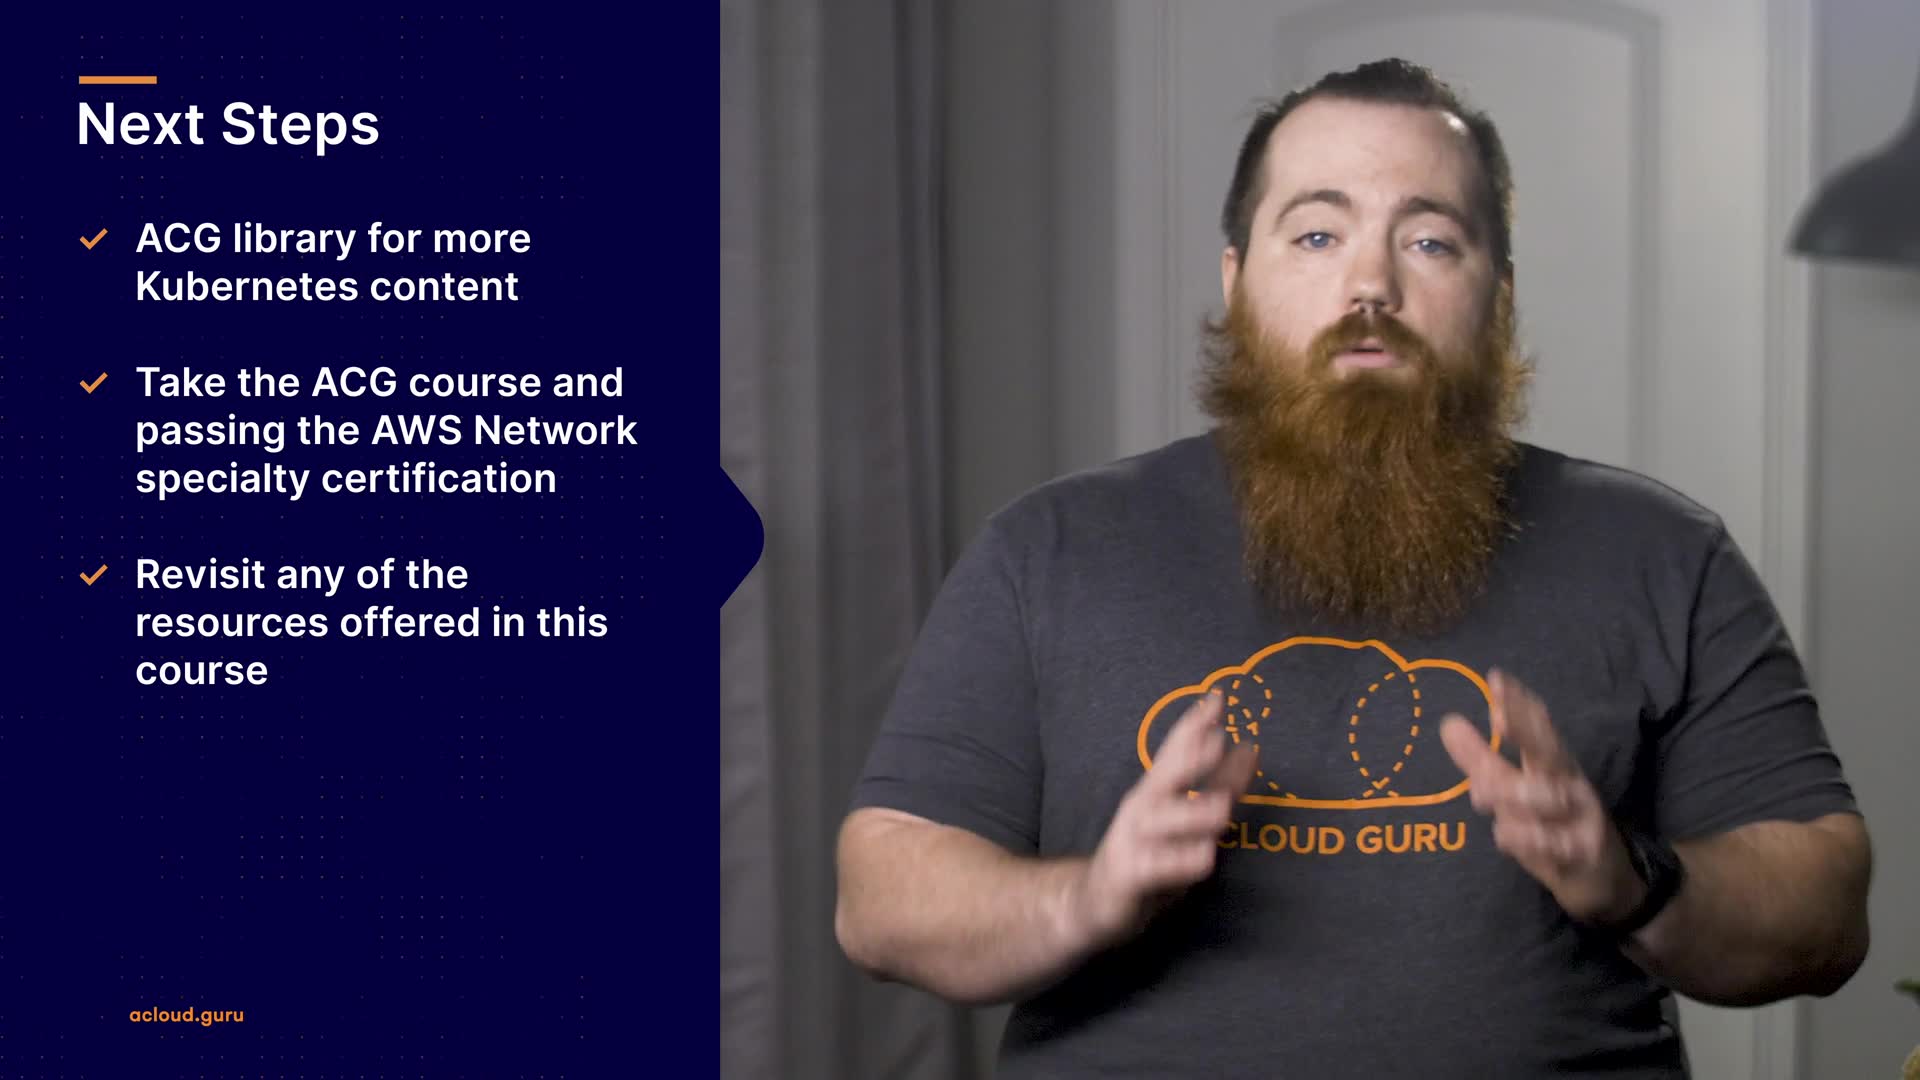 Next Steps
ACG library for more
Kubernetes content
Take the ACG course and
passing the AWS Network
specialty certification
Revisit any of the
resources offered in this
course
CLOUD GURU
acloud.guru